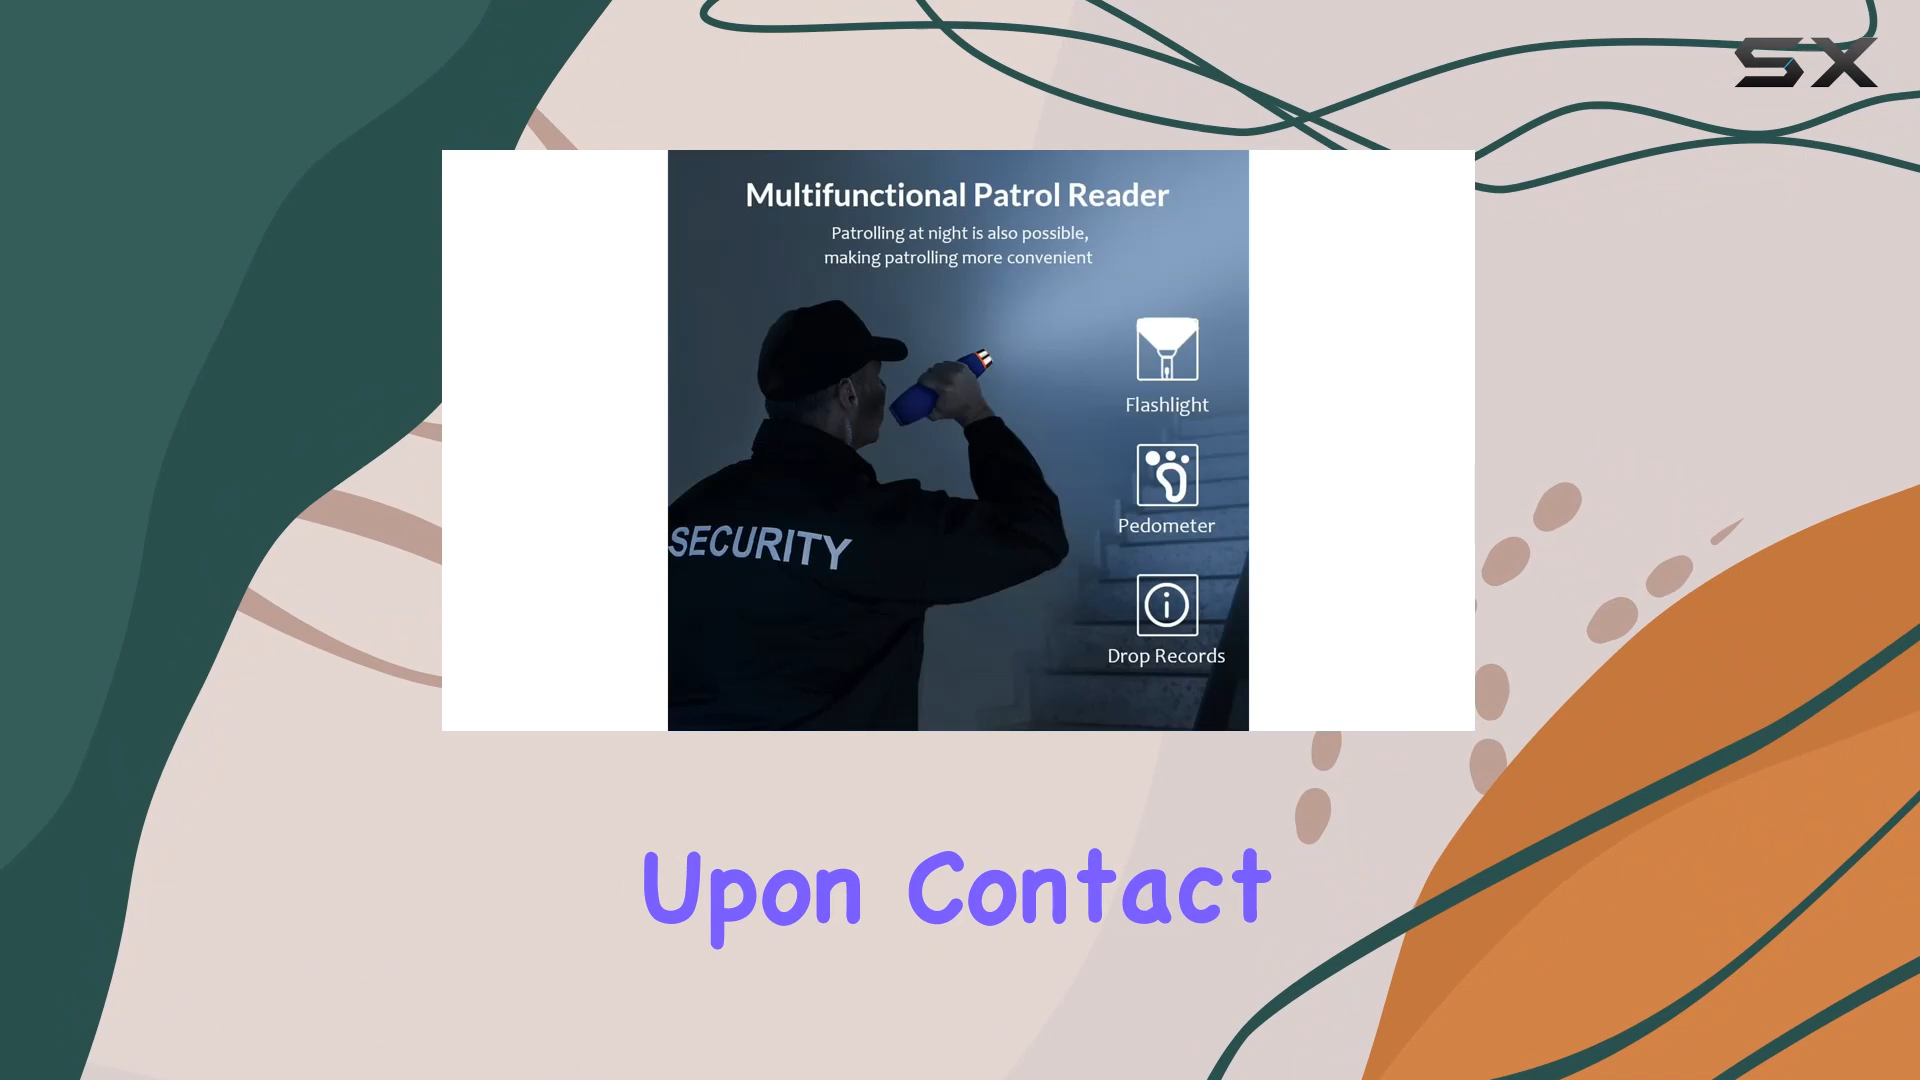 SX
Multifunctional Patrol Reader
Patrolling at night is also possible,
making patrolling more convenient
Flashlight
Pedometer
SECURITY
Drop Records
Upon Contact